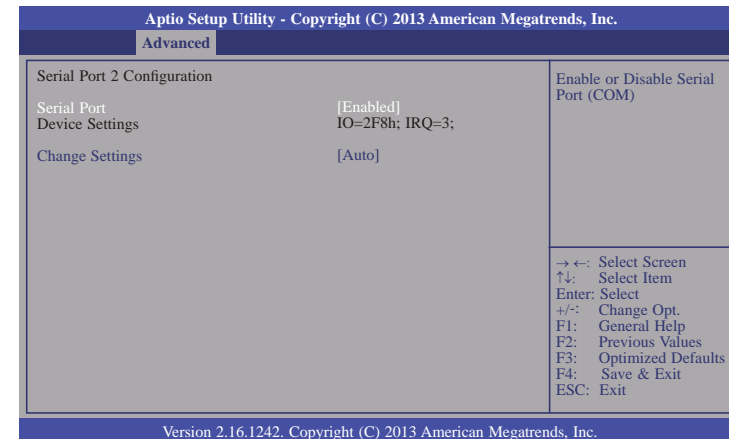 Aptio Setup Utility - Copyright (C) 2013 American Megatrends, Inc.
Advanced
Serial Port 2 Configuration
Serial Port [Enabled]
Device Settings IO=2F8h; IRQ=3;
Change Settings [Auto]
Enable or Disable Serial
Port (COM)
→ ←: Select Screen
↑↓: Select Item
Enter: Select
+/-: Change Opt.
F1: General Help
F2: Previous Values
F3: Optimized Defaults
F4: Save & Exit
ESC: Exit
Version 2.16.1242. Copyright (C) 2013 American Megatrends, Inc.